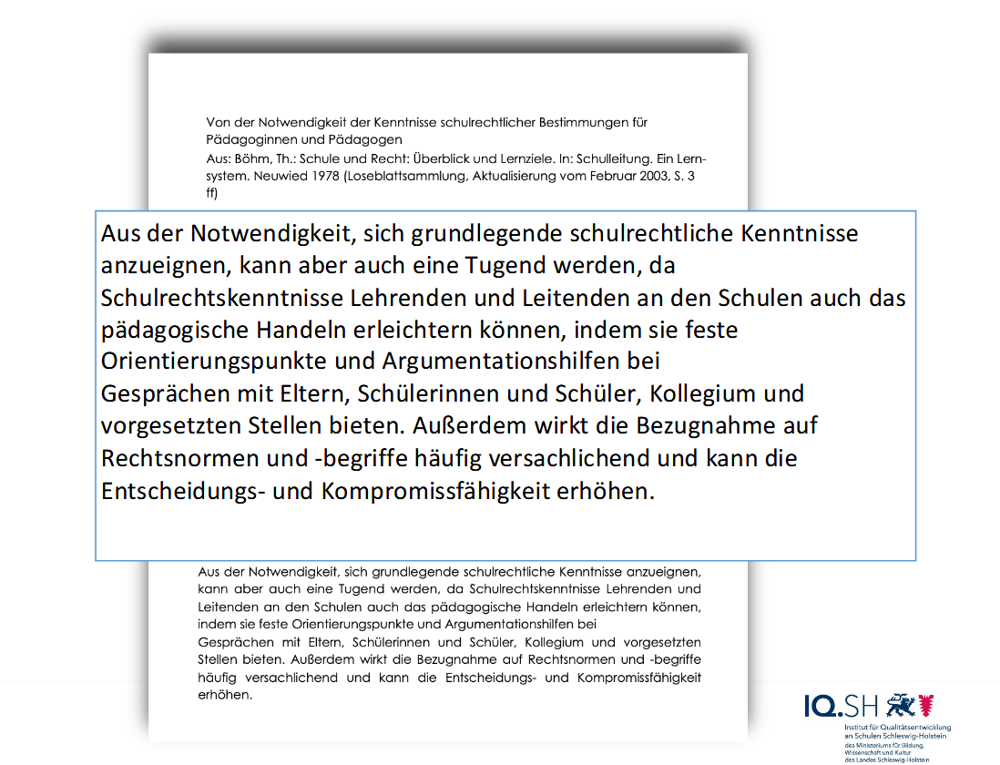 Von der Notwendigkeit der Kenntnisse schulrechtlicher Bestimmungen für
Pädagoginnen und Pädagogen
Aus: Böhm, Th.: Schule und Recht: Überblick und Lernziele. In: Schulleitung. Ein Lern-
system. Neuwied 1978 (Loseblattsammlung, Aktualisierung vom Februar 2003, S. 3
ff)
Aus der Notwendigkeit, sich grundlegende schulrechtliche Kenntnisse
anzueignen, kann aber auch eine Tugend werden, da
Schulrechtskenntnisse Lehrenden und Leitenden an den Schulen auch das
pädagogische Handeln erleichtern können, indem sie feste
Orientierungspunkte und Argumentationshilfen bei
Gesprächen mit Eltern, Schülerinnen und Schüler, Kollegium und
vorgesetzten Stellen bieten. Außerdem wirkt die Bezugnahme auf
Rechtsnormen und -begriffe häufig versachlichend und kann die
Entscheidungs- und Kompromissfähigkeit erhöhen.
Aus der Notwendigkeit, sich grundlegende schulrechtliche Kenntnisse anzueignen,
kann aber auch eine Tugend werden, da Schulrechtskenntnisse Lehrenden und
Leitenden an den Schulen auch das pädagogische Handeln erleichtern können,
indem sie feste Orientierungspunkte und Argumentationshilfen bei
Gesprächen mit Eltern, Schülerinnen und Schüler, Kollegium und vorgesetzten
Stellen bieten. Außerdem wirkt die Bezugnahme auf Rechtsnormen und -begriffe
häufig versachlichend und kann die Entscheidungs- und Kompromissfähigkeit
erhöhen.
IQ.SH
Institut für Qualitätsentwicklung
an Schulen Schleswig-Holstein
des Ministeriums für Bildung,
Wissenschaft und Kultur
des Landes Schleswig-Holstein